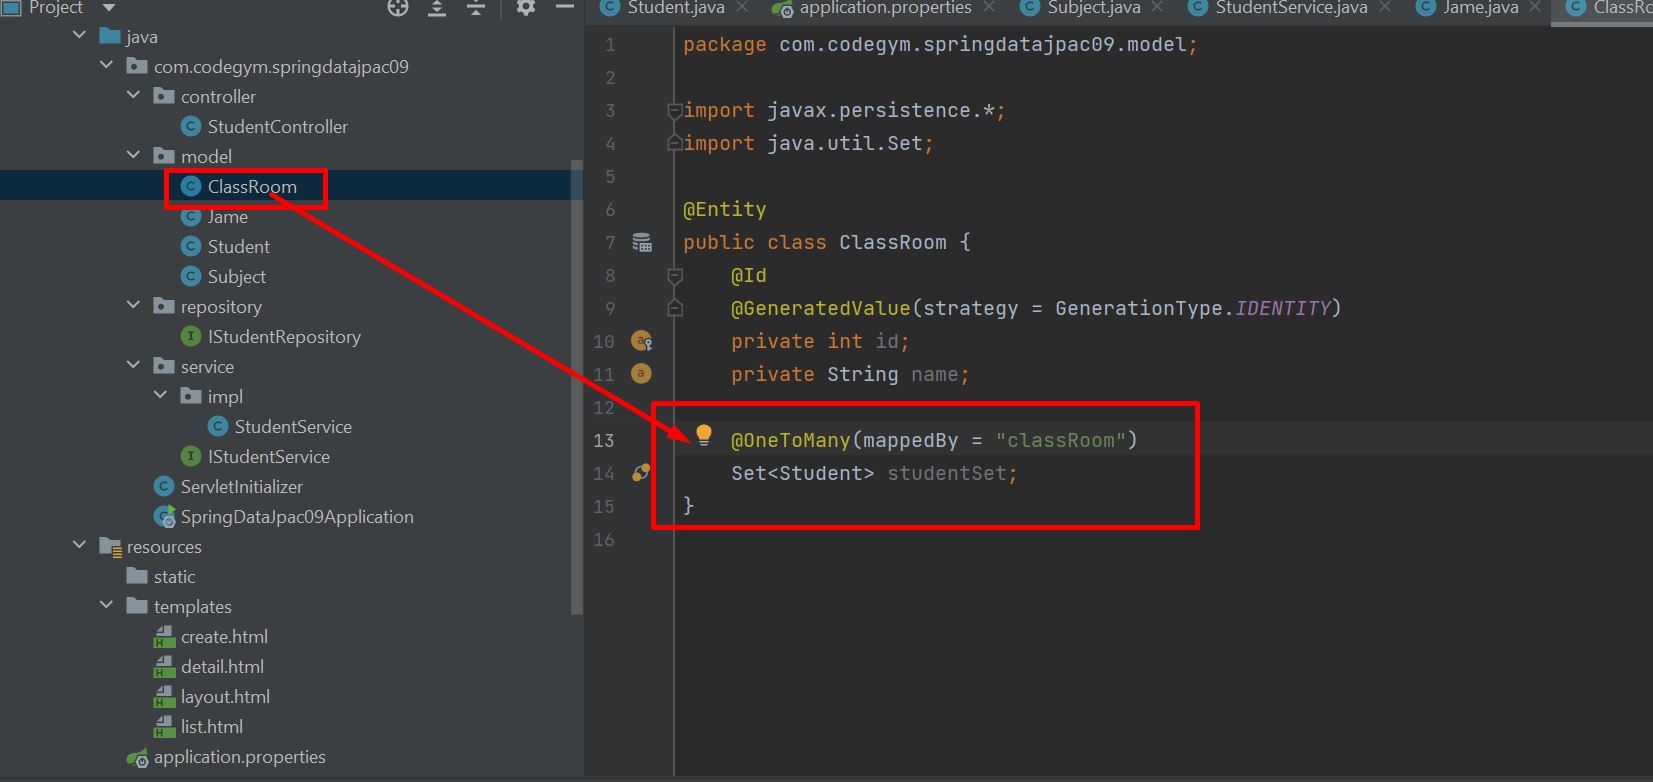 Project
java
com.codegym.springdatajpac09
controller
StudentController
model
ClassRoom
Jame
Student
Subject
repository
IStudentRepository
service
impl
StudentService
IStudentService
ServletInitializer
SpringDataJpac09Application
resources
static
templates
create.html
detail.html
layout.html
list.html
application.properties
Student.java application.properties Subject.java StudentService.java Jame.java ClassRo
1 package com.codegym.springdatajpac09.model;
2
3 import javax.persistence.*;
4 import java.util.Set;
5
6 @Entity
7 public class ClassRoom {
8 @Id
9 @GeneratedValue(strategy = GenerationType.IDENTITY)
10 private int id;
11 private String name;
12
13 @OneToMany(mappedBy = "classRoom")
14 Set<Student> studentSet;
15 }
16